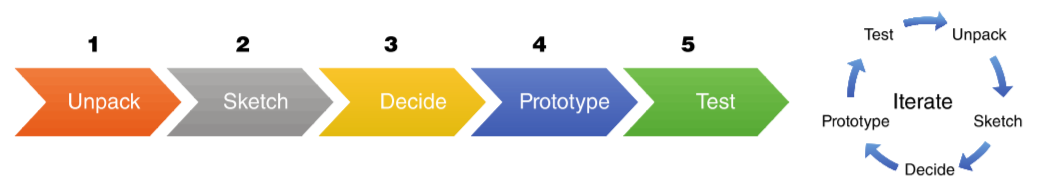 1 2 3 4 5
Unpack Sketch Decide Prototype Test
Test Unpack
Prototype Iterate Sketch
Decide